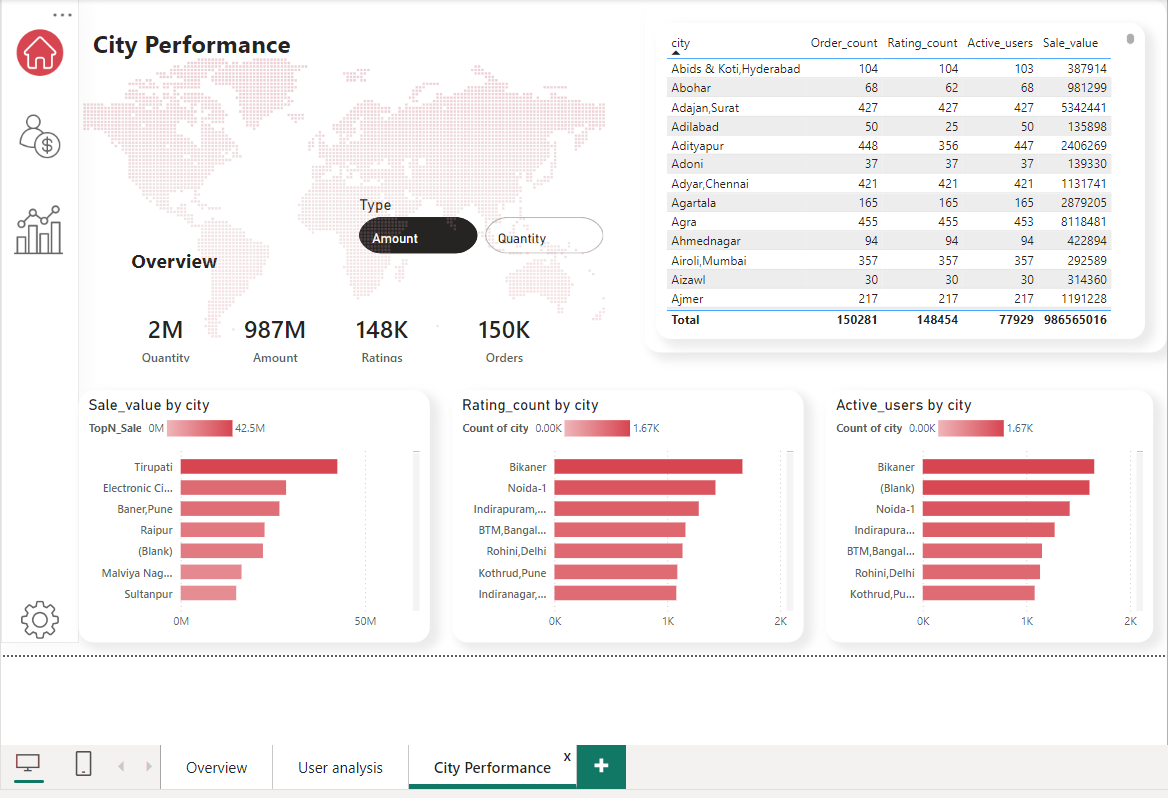 City Performance
city Order_count Rating_count Active_users Sale_value
Abids & Koti,Hyderabad 104 104 103 387914
Abohar 68 62 68 981299
Adajan,Surat 427 427 427 5342441
Adilabad 50 25 50 135898
Adityapur 448 356 447 2406269
Adoni 37 37 37 139330
Adyar,Chennai 421 421 421 1131741
Agartala 165 165 165 2879205
Agra 455 455 453 8118481
Ahmednagar 94 94 94 422894
Airoli,Mumbai 357 357 357 292589
Aizawl 30 30 30 314360
Ajmer 217 217 217 1191228
Total 150281 148454 77929 986565016
Type
Amount Quantity
Overview
2M 987M 148K 150K
Quantity Amount Ratings Orders
Sale_value by city
TopN_Sale 0M 42.5M
Tirupati
Electronic Ci...
Baner,Pune
Raipur
(Blank)
Malviya Nag...
Sultanpur
0M 50M
Rating_count by city
Count of city 0.00K 1.67K
Bikaner
Noida-1
Indirapuram,...
BTM,Bangal...
Rohini,Delhi
Kothrud,Pune
Indiranagar,...
0K 1K 2K
Active_users by city
Count of city 0.00K 1.67K
Bikaner
(Blank)
Noida-1
Indirapura...
BTM,Bangal...
Rohini,Delhi
Kothrud,Pu...
0K 1K 2K
Overview User analysis City Performance x +